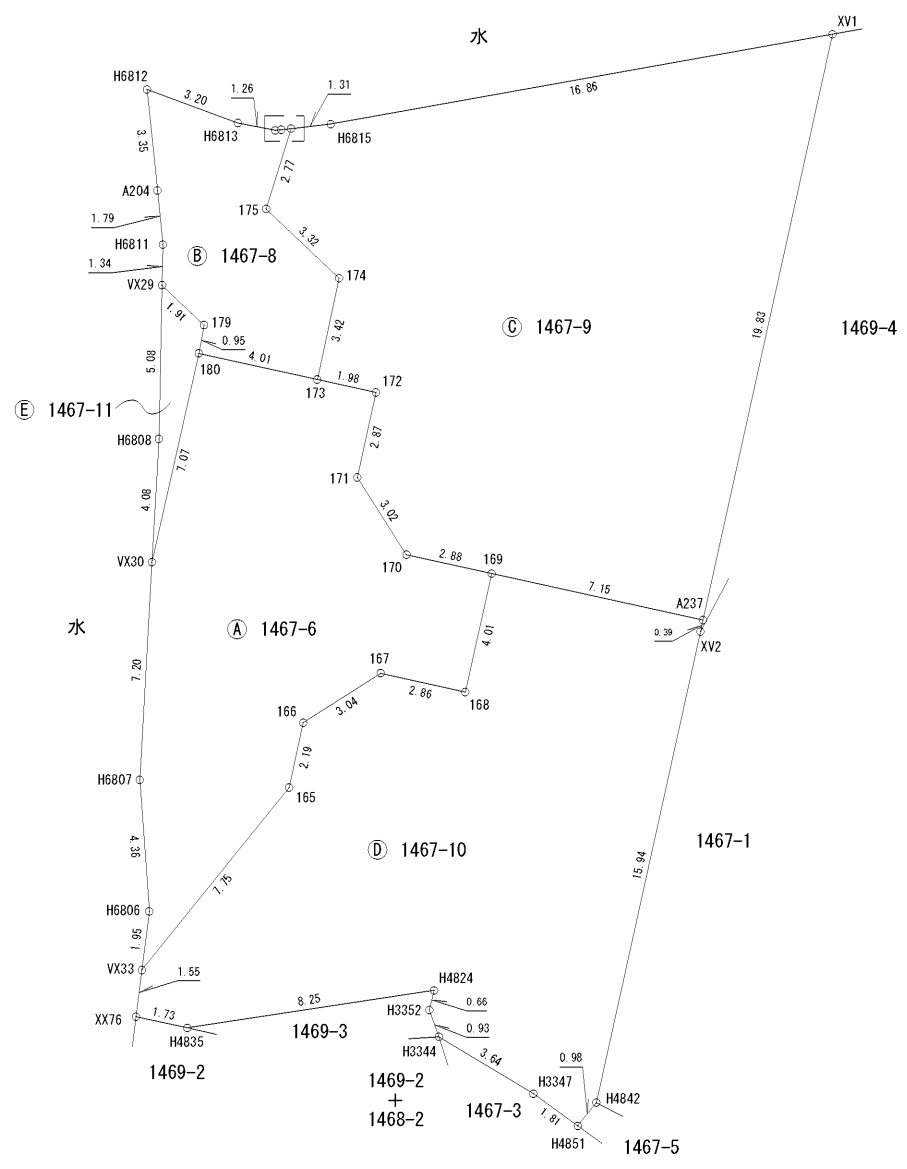 XV1
水
H6812
1.26
1.31
16.86
3.20
H6813
H6815
3.35
2.77
A204
175
3.32
1.79
H6811
Ⓑ 1467-8
1.34
174
VX29
1.91
179
Ⓒ 1467-9
19.83
1469-4
0.95
3.42
5.08
180
4.01
1.98
172
173
Ⓔ 1467-11
2.87
H6808
7.07
171
4.08
3.02
2.88
169
VX30
170
7.15
A237
水
Ⓐ 1467-6
4.01
0.39
XV2
167
7.20
2.86
168
166
3.04
2.19
H6807
165
1467-1
4.36
Ⓓ 1467-10
15.94
7.75
H6806
1.95
VX33
1.55
H4824
8.25
0.66
XX76
1.73
H3352
H4835
1469-3
0.93
H3344
3.64
0.98
1469-2
1469-2
+
1468-2
H3347
1467-3
H4842
1.81
H4851
1467-5